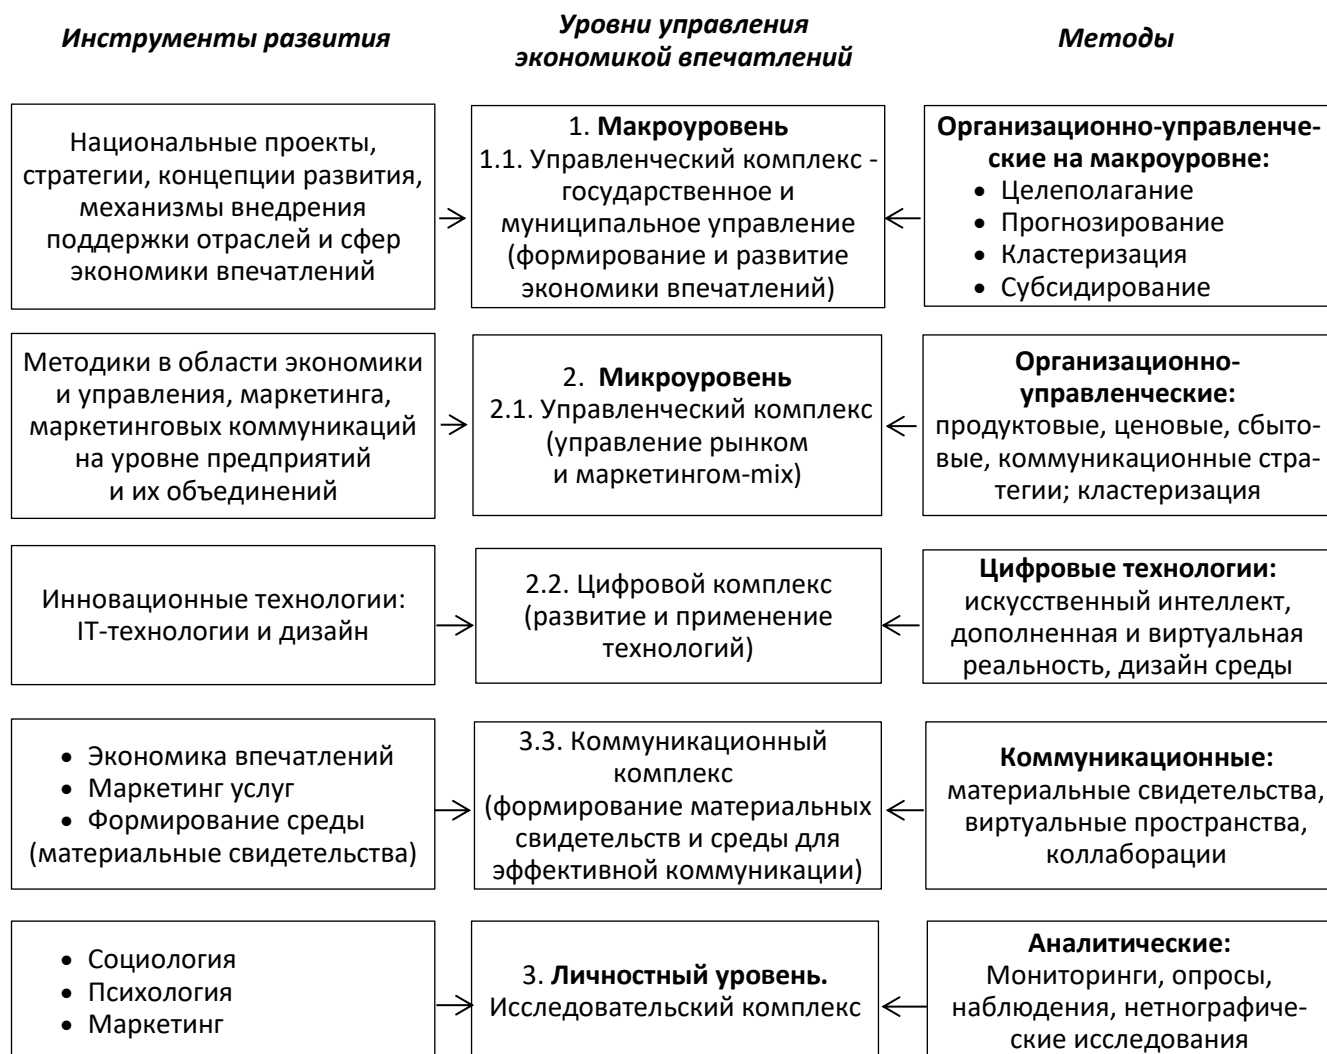 Инструменты развития
Уровни управления
экономикой впечатлений
Методы
Национальные проекты,
стратегии, концепции развития,
механизмы внедрения
поддержки отраслей и сфер
экономики впечатлений
1. Макроуровень
1.1. Управленческий комплекс -
государственное и
муниципальное управление
(формирование и развитие
экономики впечатлений)
Организационно-управленче-
ские на макроуровне:
• Целеполагание
• Прогнозирование
• Кластеризация
• Субсидирование
Методики в области экономики
и управления, маркетинга,
маркетинговых коммуникаций
на уровне предприятий
и их объединений
2. Микроуровень
2.1. Управленческий комплекс
(управление рынком
и маркетингом-mix)
Организационно-
управленческие:
продуктовые, ценовые, сбыто-
вые, коммуникационные стра-
тегии; кластеризация
Инновационные технологии:
IT-технологии и дизайн
2.2. Цифровой комплекс
(развитие и применение
технологий)
Цифровые технологии:
искусственный интеллект,
дополненная и виртуальная
реальность, дизайн среды
• Экономика впечатлений
• Маркетинг услуг
• Формирование среды
(материальные свидетельства)
3.3. Коммуникационный
комплекс
(формирование материальных
свидетельств и среды для
эффективной коммуникации)
Коммуникационные:
материальные свидетельства,
виртуальные пространства,
коллаборации
• Социология
• Психология
• Маркетинг
3. Личностный уровень.
Исследовательский комплекс
Аналитические:
Мониторинги, опросы,
наблюдения, нетнографиче-
ские исследования